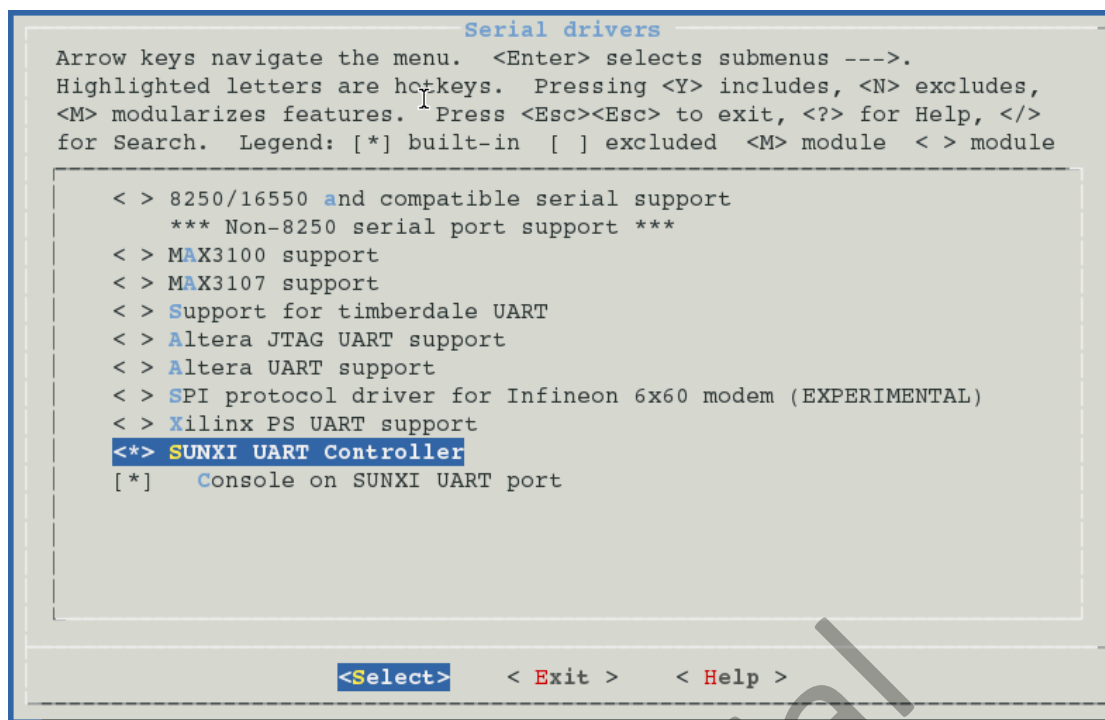 Serial drivers
Arrow keys navigate the menu.  <Enter> selects submenus --->.
Highlighted letters are hotkeys.  Pressing <Y> includes, <N> excludes,
<M> modularizes features.  Press <Esc><Esc> to exit, <?> for Help, </>
for Search.  Legend: [*] built-in  [ ] excluded  <M> module  < > module
< > 8250/16550 and compatible serial support
*** Non-8250 serial port support ***
< > MAX3100 support
< > MAX3107 support
< > Support for timberdale UART
< > Altera JTAG UART support
< > Altera UART support
< > SPI protocol driver for Infineon 6x60 modem (EXPERIMENTAL)
< > Xilinx PS UART support
<*> SUNXI UART Controller
[*]   Console on SUNXI UART port
<Select>    < Exit >    < Help >